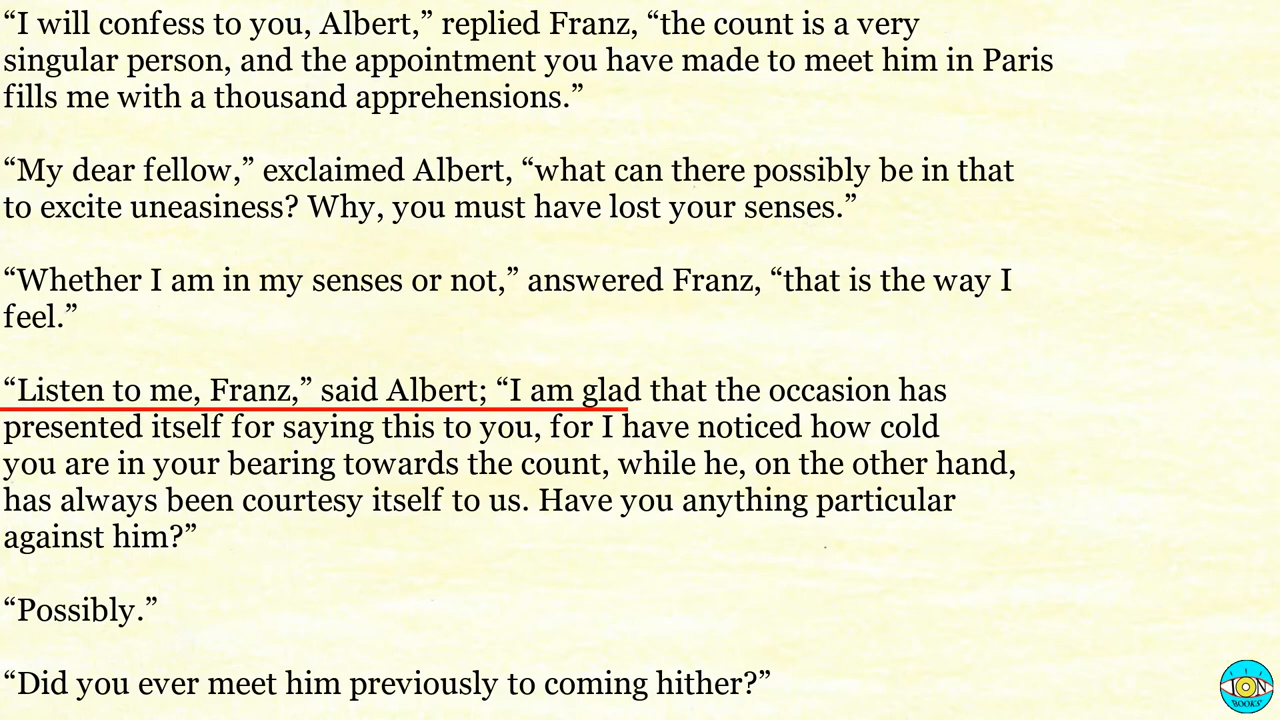 “I will confess to you, Albert,” replied Franz, “the count is a very
singular person, and the appointment you have made to meet him in Paris
fills me with a thousand apprehensions.”
“My dear fellow,” exclaimed Albert, “what can there possibly be in that
to excite uneasiness? Why, you must have lost your senses.”
“Whether I am in my senses or not,” answered Franz, “that is the way I
feel.”
“Listen to me, Franz,” said Albert; “I am glad that the occasion has
presented itself for saying this to you, for I have noticed how cold
you are in your bearing towards the count, while he, on the other hand,
has always been courtesy itself to us. Have you anything particular
against him?”
“Possibly.”
“Did you ever meet him previously to coming hither?”
ION
BOOKS